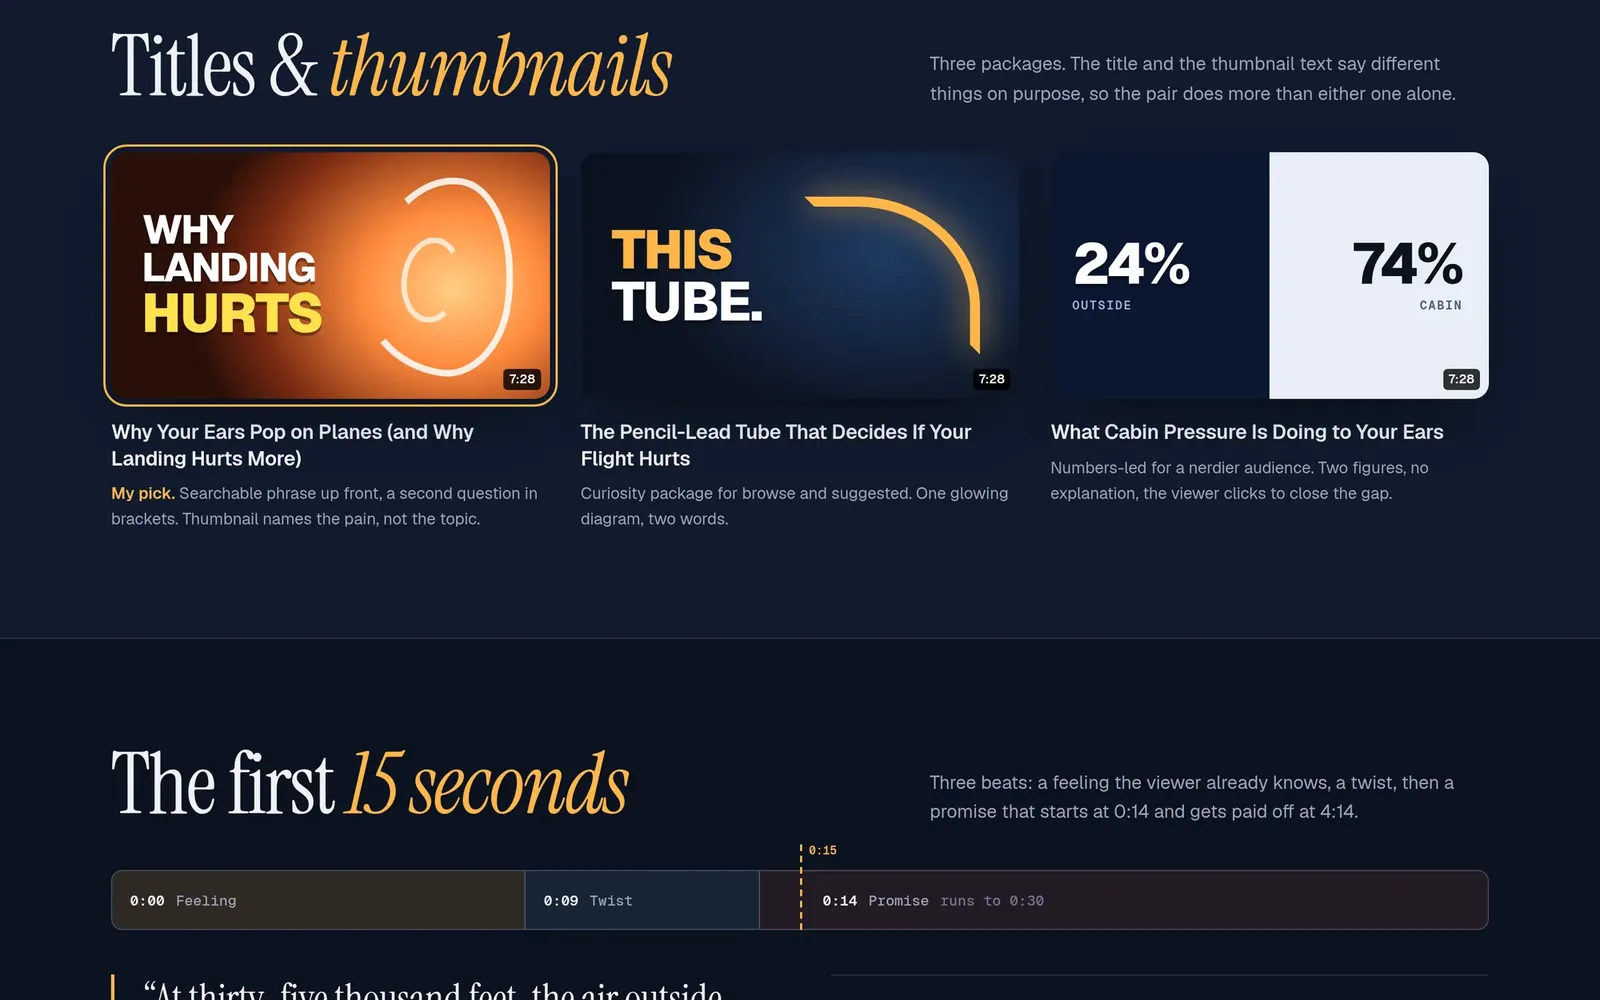 Titles & thumbnails
Three packages. The title and the thumbnail text say different
things on purpose, so the pair does more than either one alone.
WHY
LANDING
HURTS
7:28
THIS
TUBE.
7:28
24%
OUTSIDE
74%
CABIN
7:28
Why Your Ears Pop on Planes (and Why
Landing Hurts More)
My pick. Searchable phrase up front, a second question in
brackets. Thumbnail names the pain, not the topic.
The Pencil-Lead Tube That Decides If Your
Flight Hurts
Curiosity package for browse and suggested. One glowing
diagram, two words.
What Cabin Pressure Is Doing to Your Ears
Numbers-led for a nerdier audience. Two figures, no
explanation, the viewer clicks to close the gap.
The first 15 seconds
Three beats: a feeling the viewer already knows, a twist, then a
promise that starts at 0:14 and gets paid off at 4:14.
0:15
0:00 Feeling
0:09 Twist
0:14 Promise runs to 0:30
“At thirty-five thousand feet, the air outside